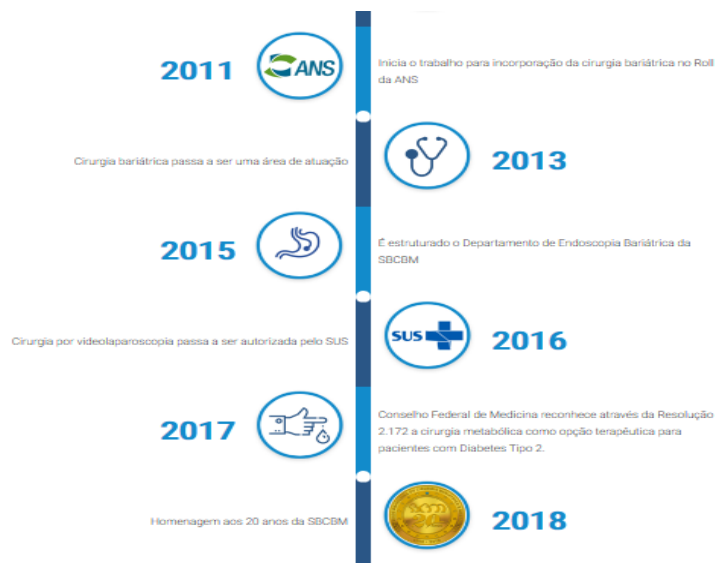 2011
ANS
Inicia o trabalho para incorporação da cirurgia bariátrica no Roll
da ANS
Cirurgia bariátrica passa a ser uma área de atuação
2013
2015
É estruturado o Departamento de Endoscopia Bariátrica da
SBCBM
Cirurgia por videolaparoscopia passa a ser autorizada pelo SUS
SUS
2016
2017
Conselho Federal de Medicina reconhece através da Resolução
2.172 a cirurgia metabólica como opção terapêutica para
pacientes com Diabetes Tipo 2.
Homenagem aos 20 anos da SBCBM
2018